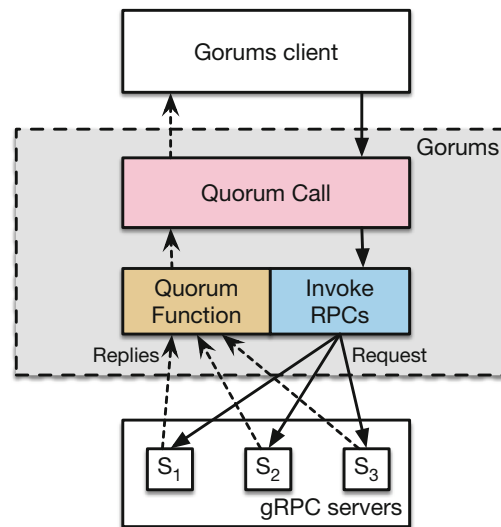 Gorums client
Gorums
Quorum Call
Quorum
Function
Invoke
RPCs
Replies
Request
S₁
S₂
S₃
gRPC servers